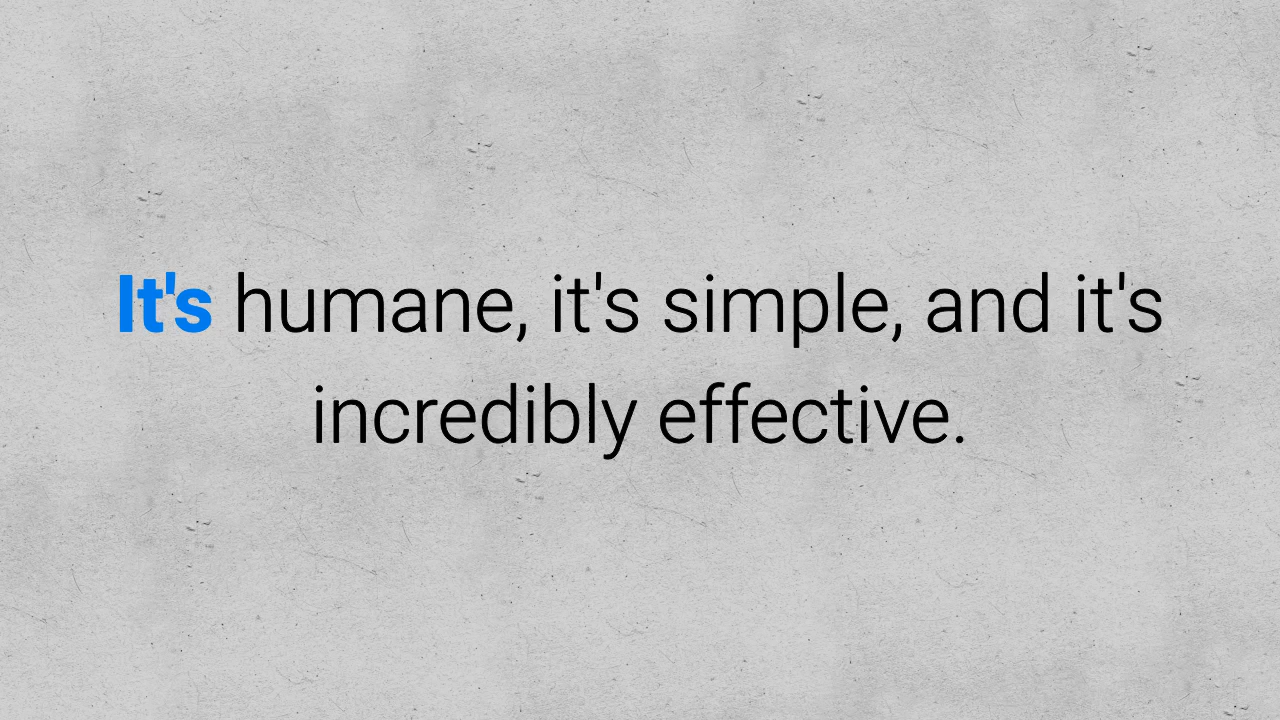 It's humane, it's simple, and it's
incredibly effective.